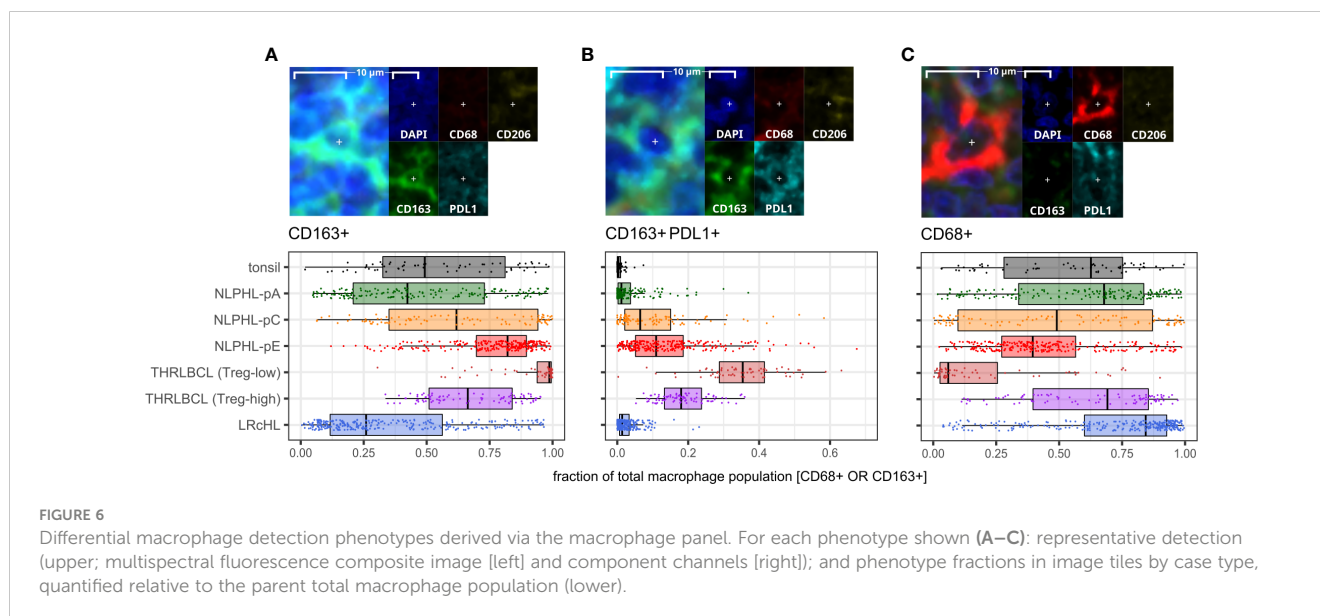 A
B
C
10 µm
DAPI
CD68
CD206
CD163
PDL1
10 µm
DAPI
CD68
CD206
CD163
PDL1
10 µm
DAPI
CD68
CD206
CD163
PDL1
CD163+
CD163+ PDL1+
CD68+
tonsil
NLPHL-pA
NLPHL-pC
NLPHL-pE
THRLBCL (Treg-low)
THRLBCL (Treg-high)
LRcHL
0.00 0.25 0.50 0.75 1.00
0.0 0.2 0.4 0.6
0.00 0.25 0.50 0.75 1.00
fraction of total macrophage population [CD68+ OR CD163+]
FIGURE 6
Differential macrophage detection phenotypes derived via the macrophage panel. For each phenotype shown (A–C): representative detection
(upper; multispectral fluorescence composite image [left] and component channels [right]); and phenotype fractions in image tiles by case type,
quantified relative to the parent total macrophage population (lower).